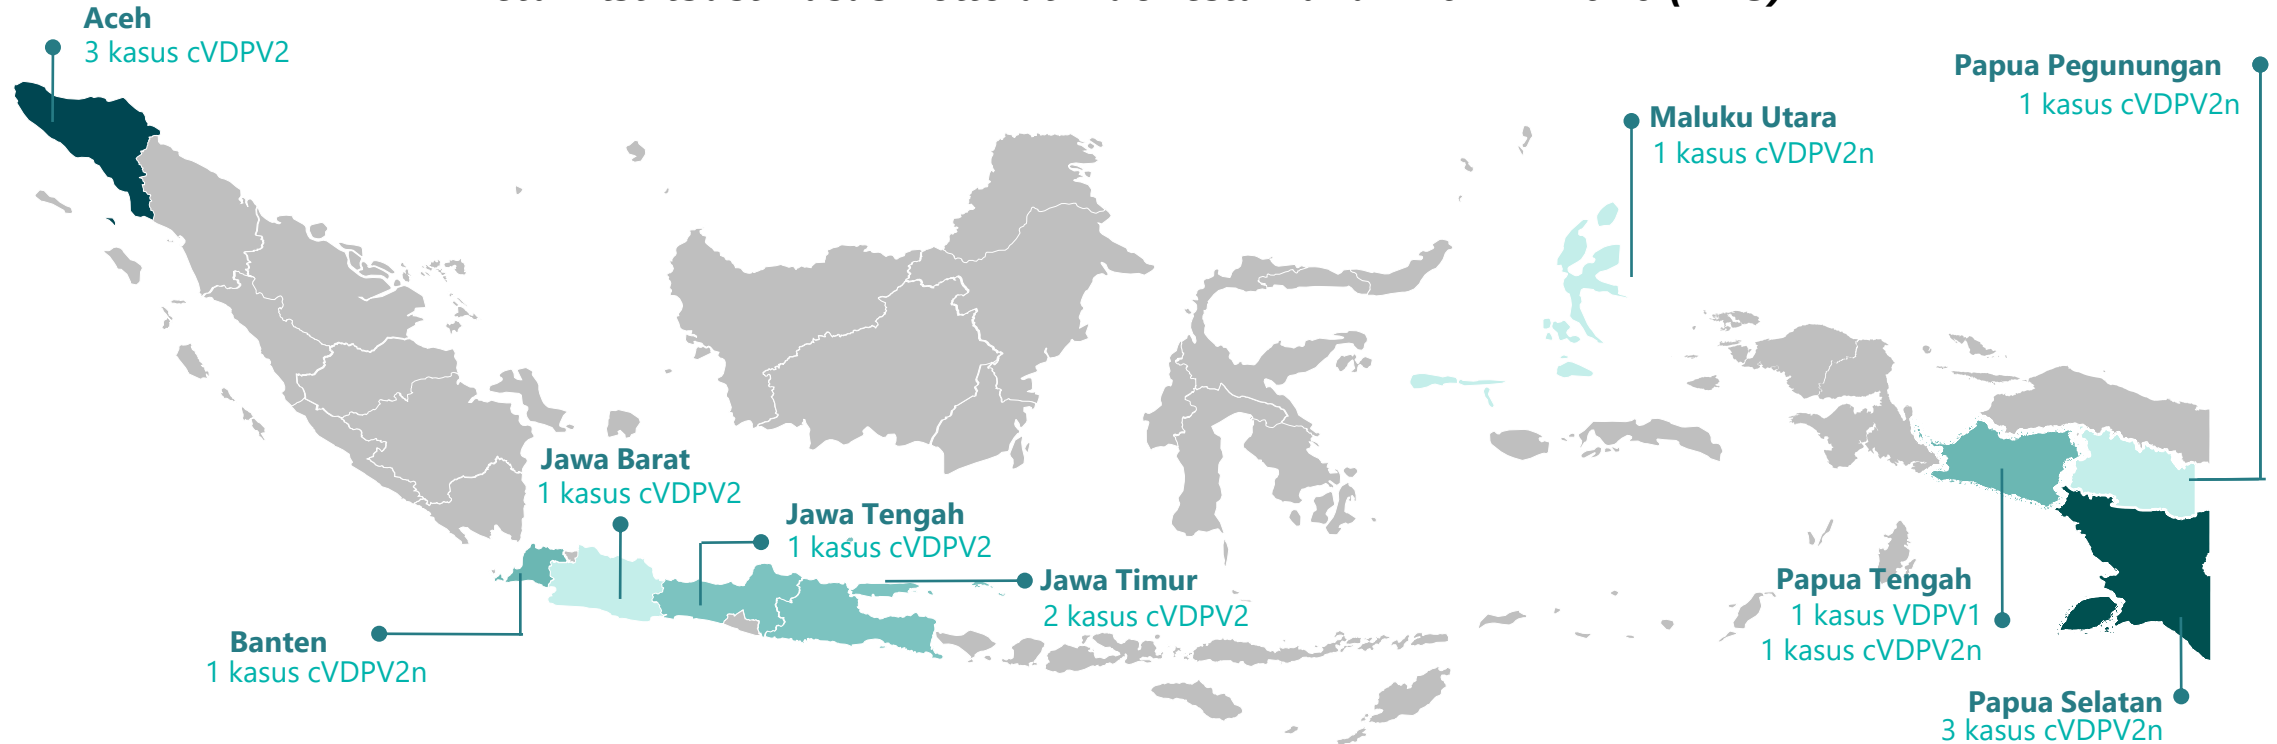 Aceh
3 kasus cVDPV2
Papua Pegunungan
1 kasus cVDPV2n
Maluku Utara
1 kasus cVDPV2n
Jawa Barat
1 kasus cVDPV2
Jawa Tengah
1 kasus cVDPV2
Jawa Timur
2 kasus cVDPV2
Banten
1 kasus cVDPV2n
Papua Tengah
1 kasus VDPV1
1 kasus cVDPV2n
Papua Selatan
3 kasus cVDPV2n